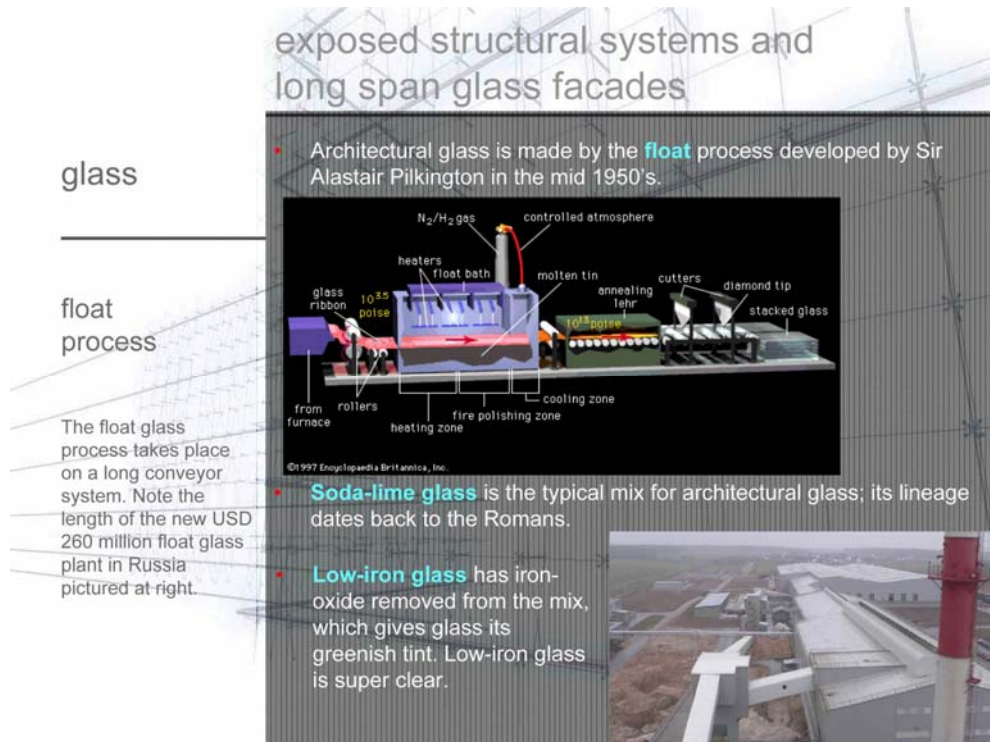 exposed structural systems and
long span glass facades
glass
float
process
The float glass
process takes place
on a long conveyor
system. Note the
length of the new USD
260 million float glass
plant in Russia
pictured at right.
• Architectural glass is made by the float process developed by Sir
Alastair Pilkington in the mid 1950's.
N2/H2 gas
controlled atmosphere
heaters
float bath
molten tin
glass
ribbon
10^3.5
poise
annealing
lehr
10^13 poise
cutters
diamond tip
stacked glass
from
furnace
rollers
heating zone
fire polishing zone
cooling zone
©1997 Encyclopaedia Britannica, Inc.
• Soda-lime glass is the typical mix for architectural glass; its lineage
dates back to the Romans.
• Low-iron glass has iron-
oxide removed from the mix,
which gives glass its
greenish tint. Low-iron glass
is super clear.